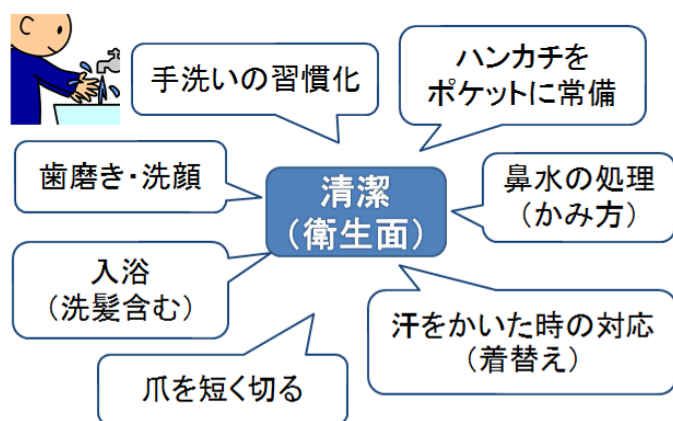 手洗いの習慣化
ハンカチを
ポケットに常備
歯磨き・洗顔
清潔
（衛生面）
鼻水の処理
（かみ方）
入浴
（洗髪含む）
汗をかいた時の対応
（着替え）
爪を短く切る